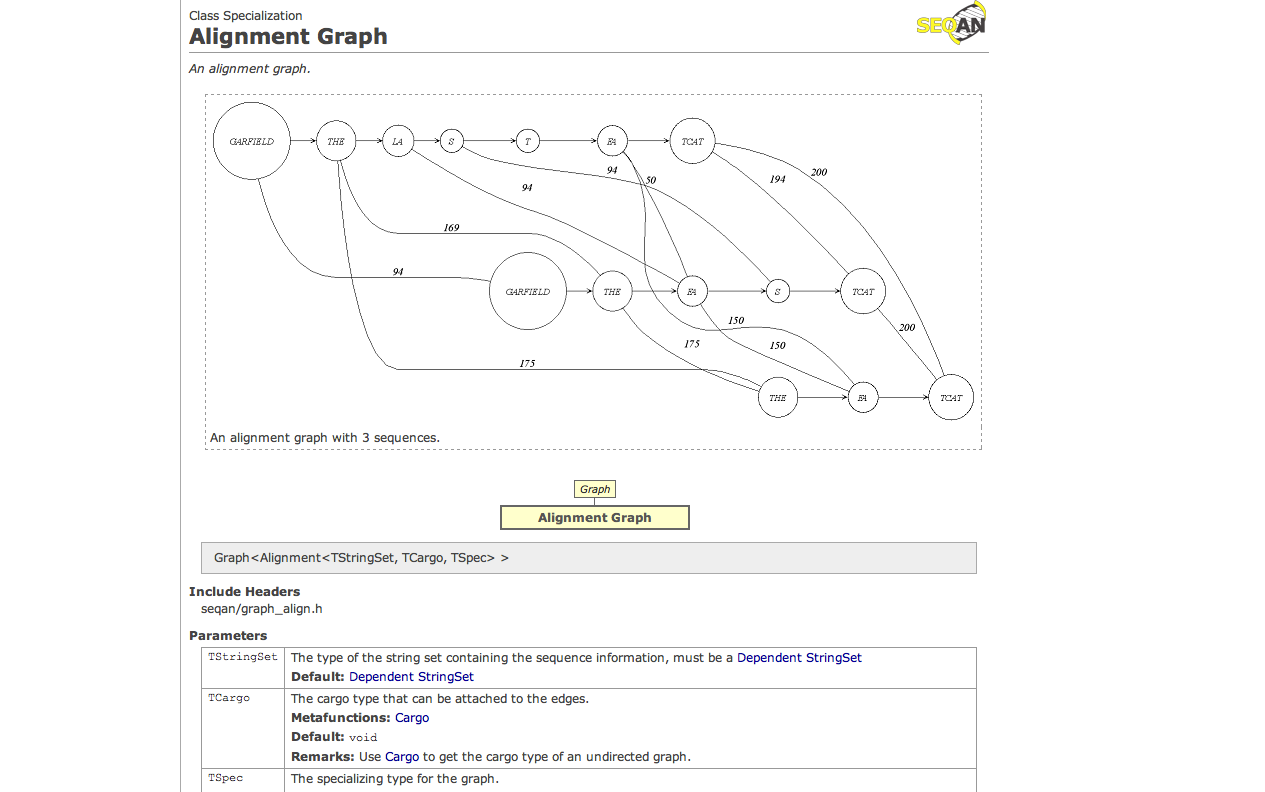 Class Specialization
SEQAN
Alignment Graph
An alignment graph.
GARFIELD THE LA S T FA TCAT
94 50 194 200
94
169
94
GARFIELD THE FA S TCAT
150 200
175 150
175
THE FA TCAT
An alignment graph with 3 sequences.
Graph
Alignment Graph
Graph<Alignment<TStringSet, TCargo, TSpec> >
Include Headers
seqan/graph_align.h
Parameters
TStringSet The type of the string set containing the sequence information, must be a Dependent StringSet
Default: Dependent StringSet
TCargo The cargo type that can be attached to the edges.
Metafunctions: Cargo
Default: void
Remarks: Use Cargo to get the cargo type of an undirected graph.
TSpec The specializing type for the graph.